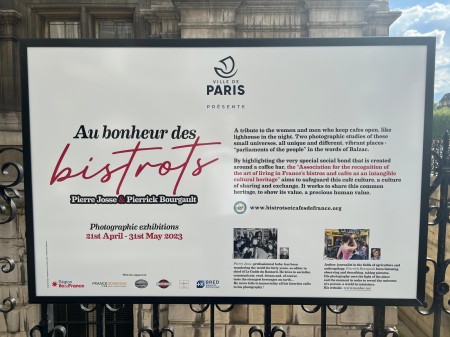 VILLE DE
PARIS
PRÉSENTE
Au bonheur des
bistrots
Pierre Josse & Pierrick Bourgault
Photographic exhibitions
21st April - 31st May 2023
A tribute to the women and men who keep cafes open, like
lighthouse in the night. Two photographic studies of these
small universes, all unique and different, vibrant places -
"parliaments of the people" in the words of Balzac.
By highlighting the very special social bond that is created
around a coffee bar, the "Association for the recognition of
the art of living in France's bistros and cafes as an intangible
cultural heritage" aims to safeguard this cult culture, a culture
of sharing and exchange. It works to share this common
heritage, to show its value, a precious human value.
www.bistrotsetcafesdefrance.org
Région
îledeFrance
BRED